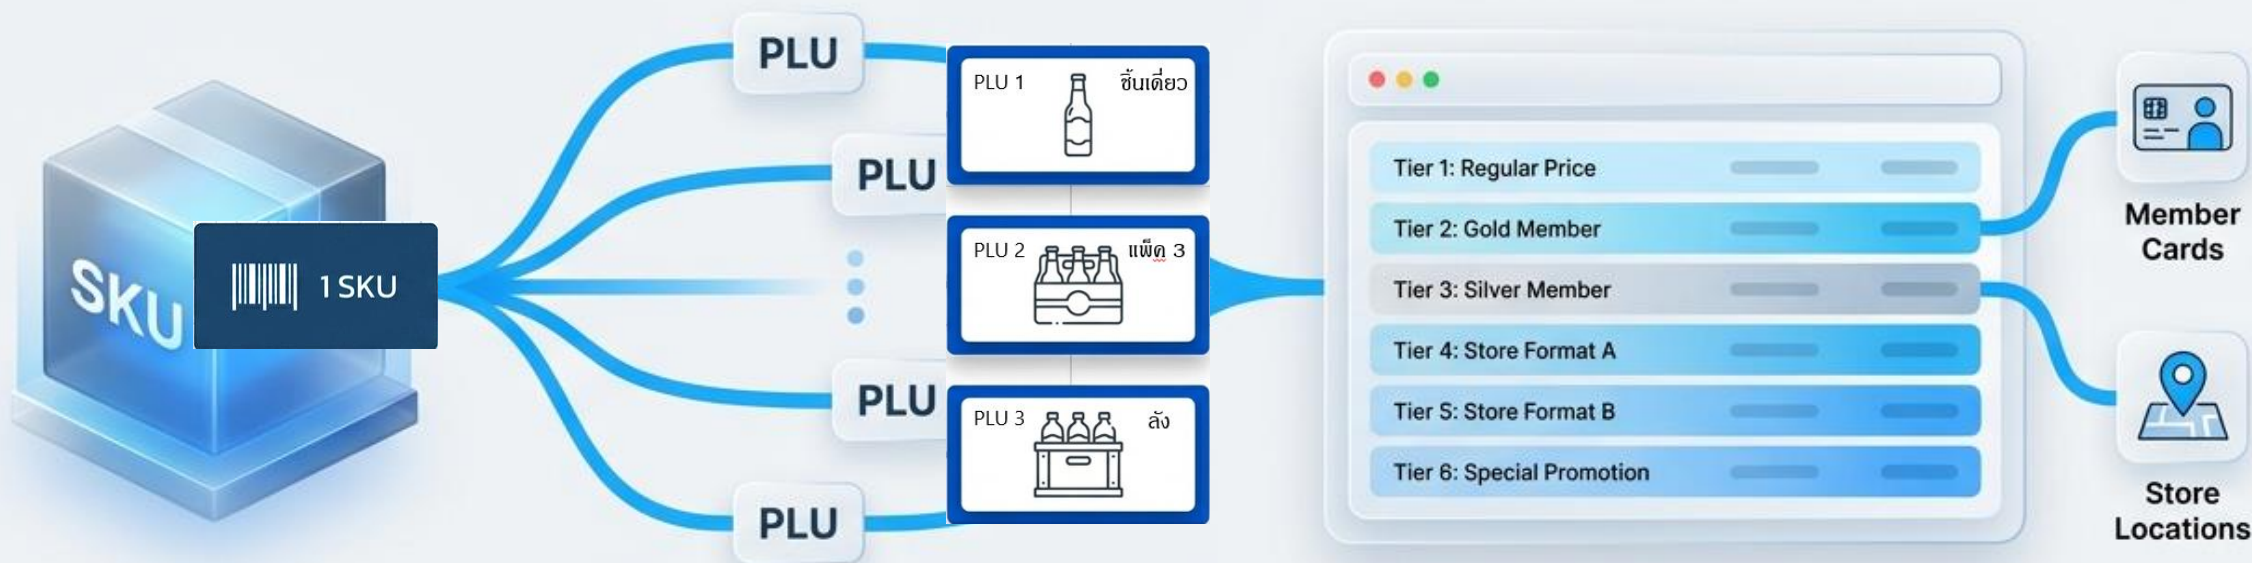 SKU
1 SKU
PLU
PLU
PLU
PLU
PLU 1 ชิ้นเดี่ยว
PLU 2 แพ็ค 3
PLU 3 ลัง
Tier 1: Regular Price
Tier 2: Gold Member
Tier 3: Silver Member
Tier 4: Store Format A
Tier 5: Store Format B
Tier 6: Special Promotion
Member
Cards
Store
Locations